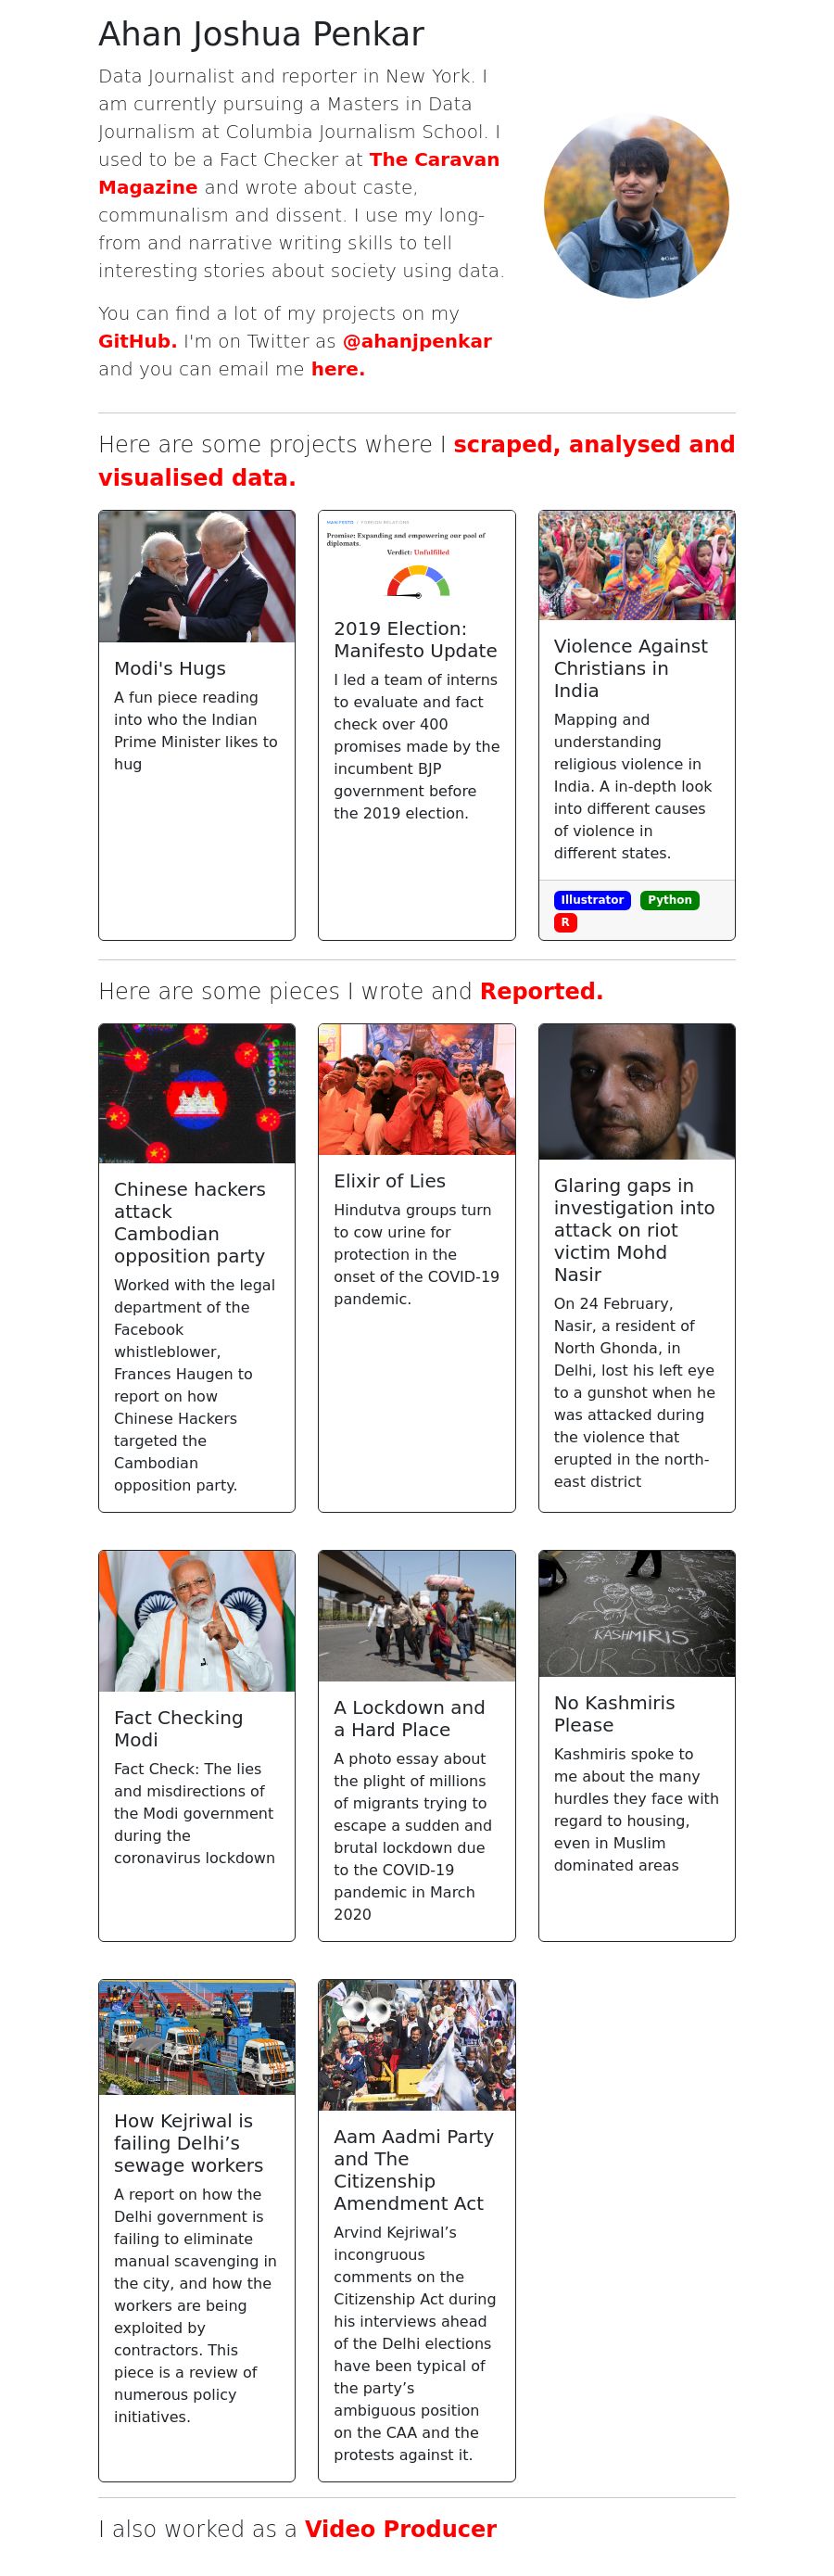 Ahan Joshua Penkar
Data Journalist and reporter in New York. I
am currently pursuing a Masters in Data
Journalism at Columbia Journalism School. I
used to be a Fact Checker at The Caravan
Magazine and wrote about caste,
communalism and dissent. I use my long-
from and narrative writing skills to tell
interesting stories about society using data.
You can find a lot of my projects on my
GitHub. I'm on Twitter as @ahanjpenkar
and you can email me here.
Here are some projects where I scraped, analysed and
visualised data.
Modi's Hugs
A fun piece reading
into who the Indian
Prime Minister likes to
hug
MANIFESTO / FOREIGN RELATIONS
Promise: Expanding and empowering our pool of
diplomats.
Verdict: Unfulfilled
2019 Election:
Manifesto Update
I led a team of interns
to evaluate and fact
check over 400
promises made by the
incumbent BJP
government before
the 2019 election.
Violence Against
Christians in
India
Mapping and
understanding
religious violence in
India. A in-depth look
into different causes
of violence in
different states.
Illustrator Python
R
Here are some pieces I wrote and Reported.
Chinese hackers
attack
Cambodian
opposition party
Worked with the legal
department of the
Facebook
whistleblower,
Frances Haugen to
report on how
Chinese Hackers
targeted the
Cambodian
opposition party.
Elixir of Lies
Hindutva groups turn
to cow urine for
protection in the
onset of the COVID-19
pandemic.
Glaring gaps in
investigation into
attack on riot
victim Mohd
Nasir
On 24 February,
Nasir, a resident of
North Ghonda, in
Delhi, lost his left eye
to a gunshot when he
was attacked during
the violence that
erupted in the north-
east district
Fact Checking
Modi
Fact Check: The lies
and misdirections of
the Modi government
during the
coronavirus lockdown
A Lockdown and
a Hard Place
A photo essay about
the plight of millions
of migrants trying to
escape a sudden and
brutal lockdown due
to the COVID-19
pandemic in March
2020
KASHMIRIS
OUR STRUGG
No Kashmiris
Please
Kashmiris spoke to
me about the many
hurdles they face with
regard to housing,
even in Muslim
dominated areas
How Kejriwal is
failing Delhi’s
sewage workers
A report on how the
Delhi government is
failing to eliminate
manual scavenging in
the city, and how the
workers are being
exploited by
contractors. This
piece is a review of
numerous policy
initiatives.
Aam Aadmi Party
and The
Citizenship
Amendment Act
Arvind Kejriwal’s
incongruous
comments on the
Citizenship Act during
his interviews ahead
of the Delhi elections
have been typical of
the party’s
ambiguous position
on the CAA and the
protests against it.
I also worked as a Video Producer